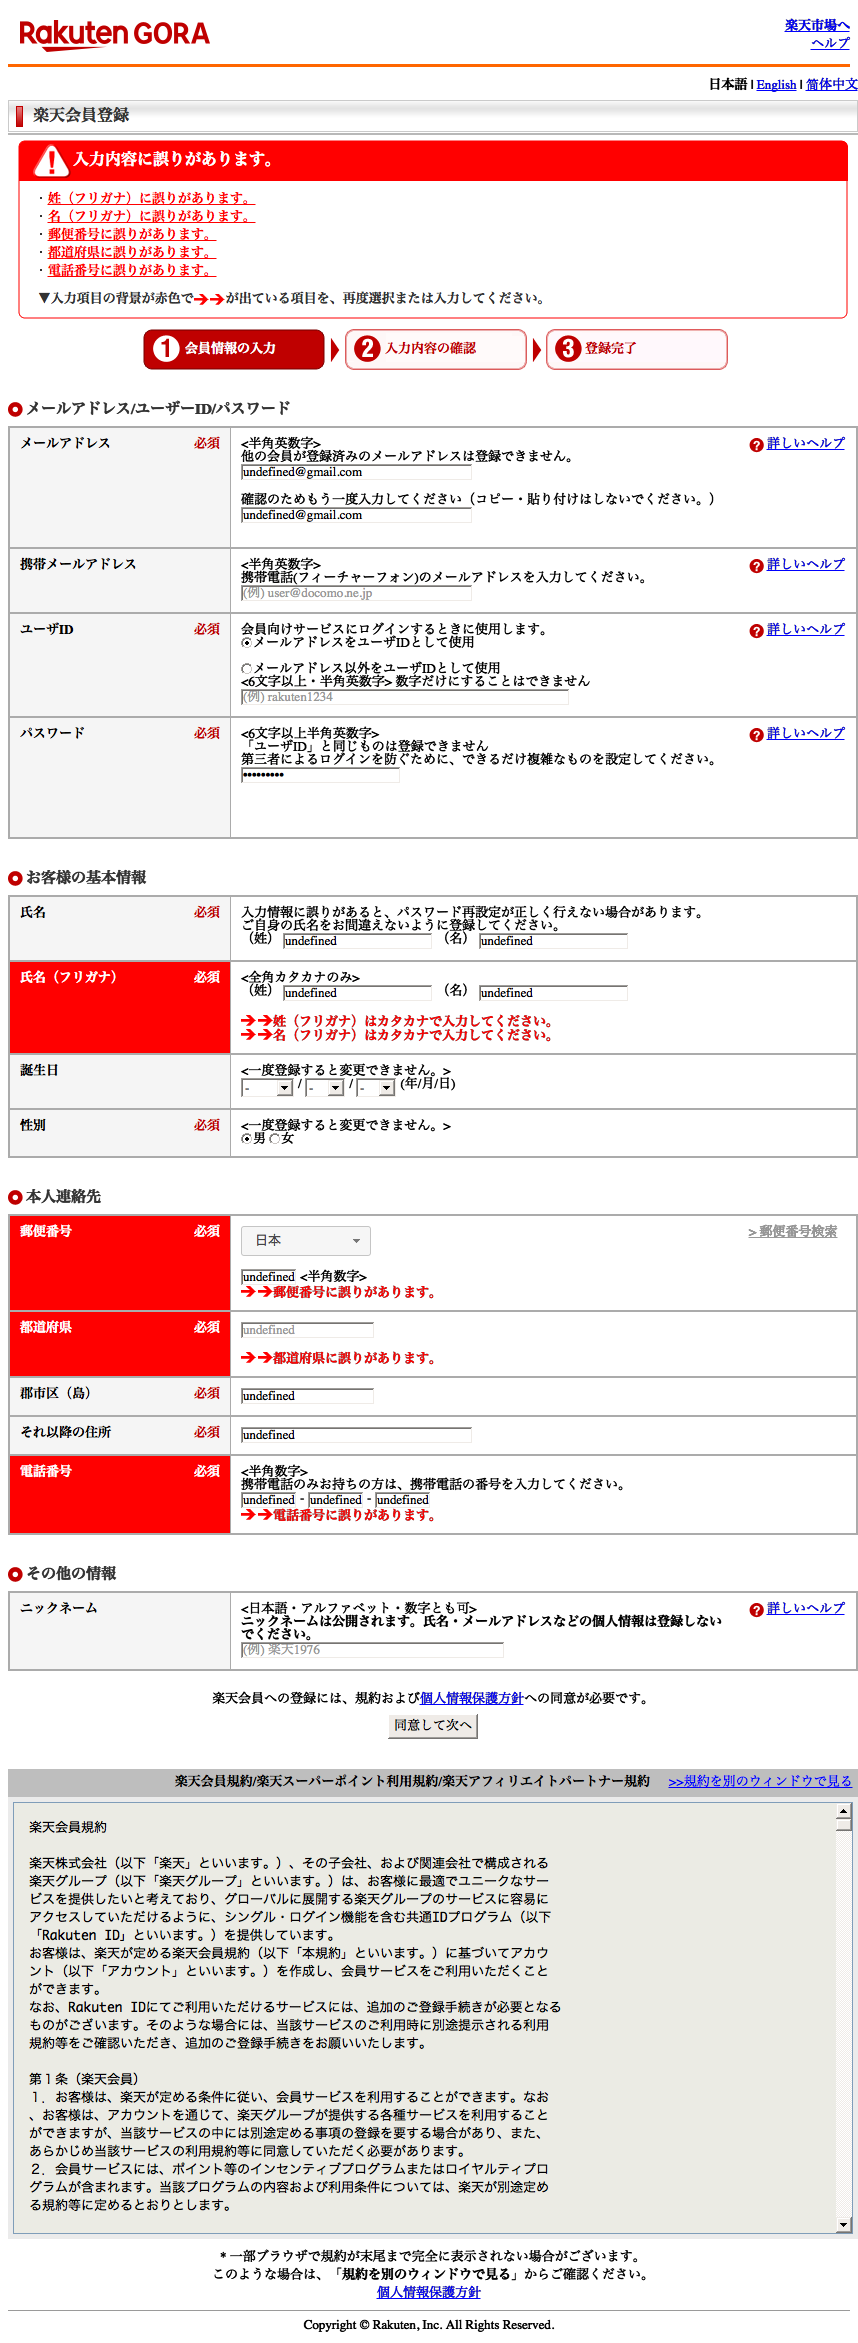 Rakuten GORA
楽天市場へ
ヘルプ
日本語 | English | 简体中文
楽天会員登録
入力内容に誤りがあります。
・姓（フリガナ）に誤りがあります。
・名（フリガナ）に誤りがあります。
・郵便番号に誤りがあります。
・都道府県に誤りがあります。
・電話番号に誤りがあります。
▼入力項目の背景が赤色で➔➔が出ている項目を、再度選択または入力してください。
1 会員情報の入力 2 入力内容の確認 3 登録完了
メールアドレス/ユーザーID/パスワード
メールアドレス 必須 <半角英数字> ? 詳しいヘルプ
他の会員が登録済みのメールアドレスは登録できません。
undefined@gmail.com
確認のためもう一度入力してください（コピー・貼り付けはしないでください。）
undefined@gmail.com
携帯メールアドレス <半角英数字> ? 詳しいヘルプ
携帯電話(フィーチャーフォン)のメールアドレスを入力してください。
(例) user@docomo.ne.jp
ユーザID 必須 会員向けサービスにログインするときに使用します。 ? 詳しいヘルプ
メールアドレスをユーザIDとして使用
メールアドレス以外をユーザIDとして使用
<6文字以上・半角英数字> 数字だけにすることはできません
(例) rakuten1234
パスワード 必須 <6文字以上半角英数字> ? 詳しいヘルプ
「ユーザID」と同じものは登録できません
第三者によるログインを防ぐために、できるだけ複雑なものを設定してください。
•••••••••
お客様の基本情報
氏名 必須 入力情報に誤りがあると、パスワード再設定が正しく行えない場合があります。
ご自身の氏名をお間違えないように登録してください。
（姓） undefined （名） undefined
氏名（フリガナ） 必須 <全角カタカナのみ>
（姓） undefined （名） undefined
➔➔姓（フリガナ）はカタカナで入力してください。
➔➔名（フリガナ）はカタカナで入力してください。
誕生日 <一度登録すると変更できません。>
- / - / - (年/月/日)
性別 必須 <一度登録すると変更できません。>
男 女
本人連絡先
郵便番号 必須 日本 > 郵便番号検索
undefined <半角数字>
➔➔郵便番号に誤りがあります。
都道府県 必須 undefined
➔➔都道府県に誤りがあります。
郡市区（島） 必須 undefined
それ以降の住所 必須 undefined
電話番号 必須 <半角数字>
携帯電話のみお持ちの方は、携帯電話の番号を入力してください。
undefined - undefined - undefined
➔➔電話番号に誤りがあります。
その他の情報
ニックネーム <日本語・アルファベット・数字とも可> ? 詳しいヘルプ
ニックネームは公開されます。氏名・メールアドレスなどの個人情報は登録しない
でください。
(例) 楽天1976
楽天会員への登録には、規約および個人情報保護方針への同意が必要です。
同意して次へ
楽天会員規約/楽天スーパーポイント利用規約/楽天アフィリエイトパートナー規約 >>規約を別のウィンドウで見る
楽天会員規約
楽天株式会社（以下「楽天」といいます。）、その子会社、および関連会社で構成される
楽天グループ（以下「楽天グループ」といいます。）は、お客様に最適でユニークなサー
ビスを提供したいと考えており、グローバルに展開する楽天グループのサービスに容易に
アクセスしていただけるように、シングル・ログイン機能を含む共通IDプログラム（以下
「Rakuten ID」といいます。）を提供しています。
お客様は、楽天が定める楽天会員規約（以下「本規約」といいます。）に基づいてアカウ
ント（以下「アカウント」といいます。）を作成し、会員サービスをご利用いただくこと
ができます。
なお、Rakuten IDにてご利用いただけるサービスには、追加のご登録手続きが必要となる
ものがございます。そのような場合には、当該サービスのご利用時に別途提示される利用
規約等をご確認いただき、追加のご登録手続きをお願いいたします。
第１条（楽天会員）
１．お客様は、楽天が定める条件に従い、会員サービスを利用することができます。なお
、お客様は、アカウントを通じて、楽天グループが提供する各種サービスを利用すること
ができますが、当該サービスの中には別途定める事項の登録を要する場合があり、また、
あらかじめ当該サービスの利用規約等に同意していただく必要があります。
２．会員サービスには、ポイント等のインセンティブプログラムまたはロイヤルティプロ
グラムが含まれます。当該プログラムの内容および利用条件については、楽天が別途定め
る規約等に定めるとおりとします。
* 一部ブラウザで規約が末尾まで完全に表示されない場合がございます。
このような場合は、「規約を別のウィンドウで見る」からご確認ください。
個人情報保護方針
Copyright © Rakuten, Inc. All Rights Reserved.